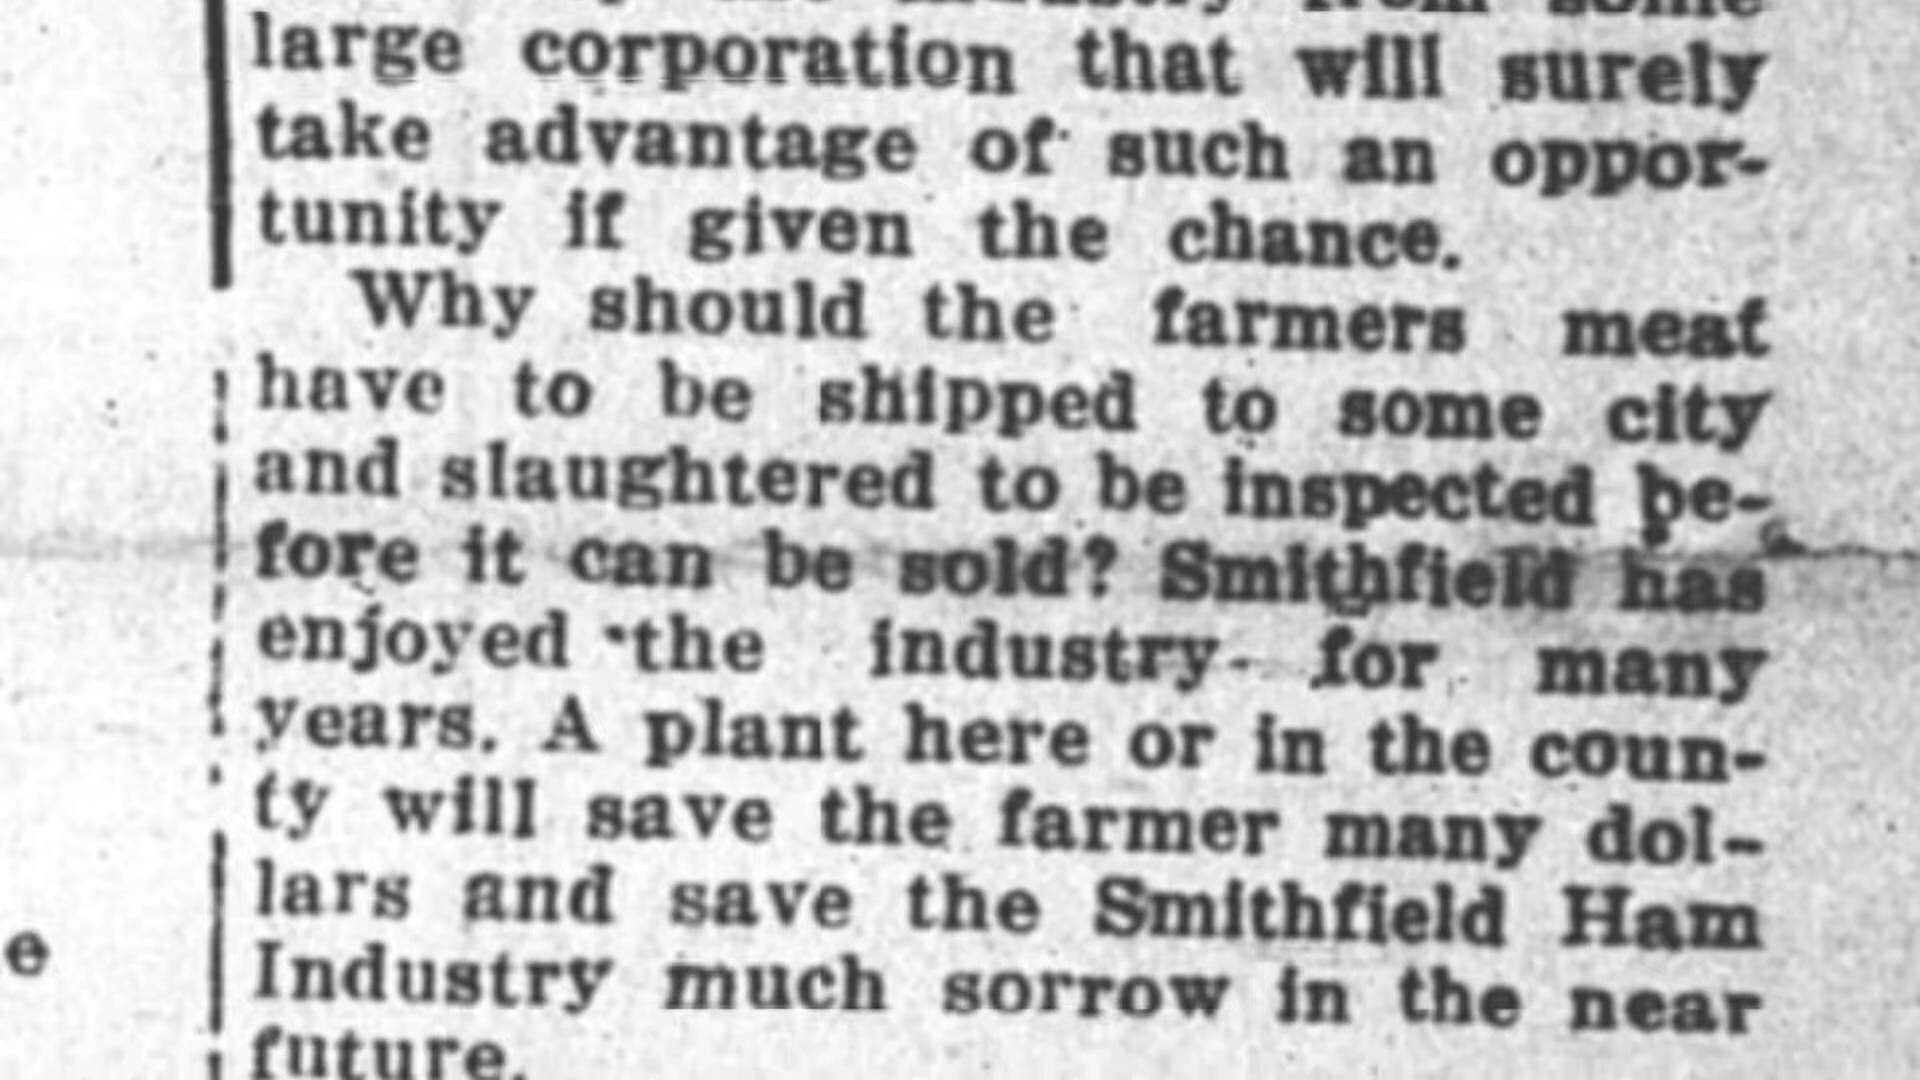 industry from some
large corporation that will surely
take advantage of such an oppor-
tunity if given the chance.
Why should the farmers meat
have to be shipped to some city
and slaughtered to be inspected be-
fore it can be sold? Smithfield has
enjoyed the industry for many
years. A plant here or in the coun-
ty will save the farmer many dol-
lars and save the Smithfield Ham
e
Industry much sorrow in the near
future.